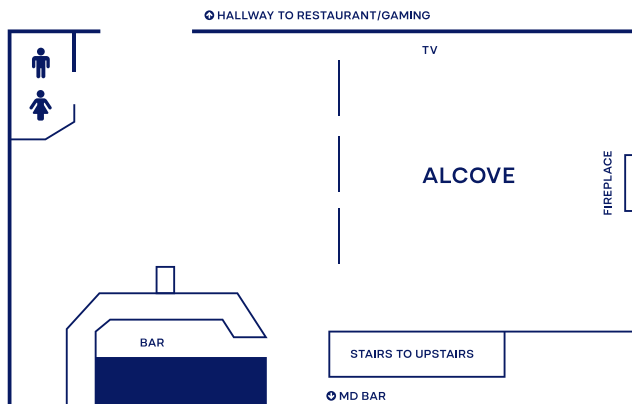 HALLWAY TO RESTAURANT/GAMING
TV
ALCOVE
FIREPLACE
BAR
STAIRS TO UPSTAIRS
MD BAR